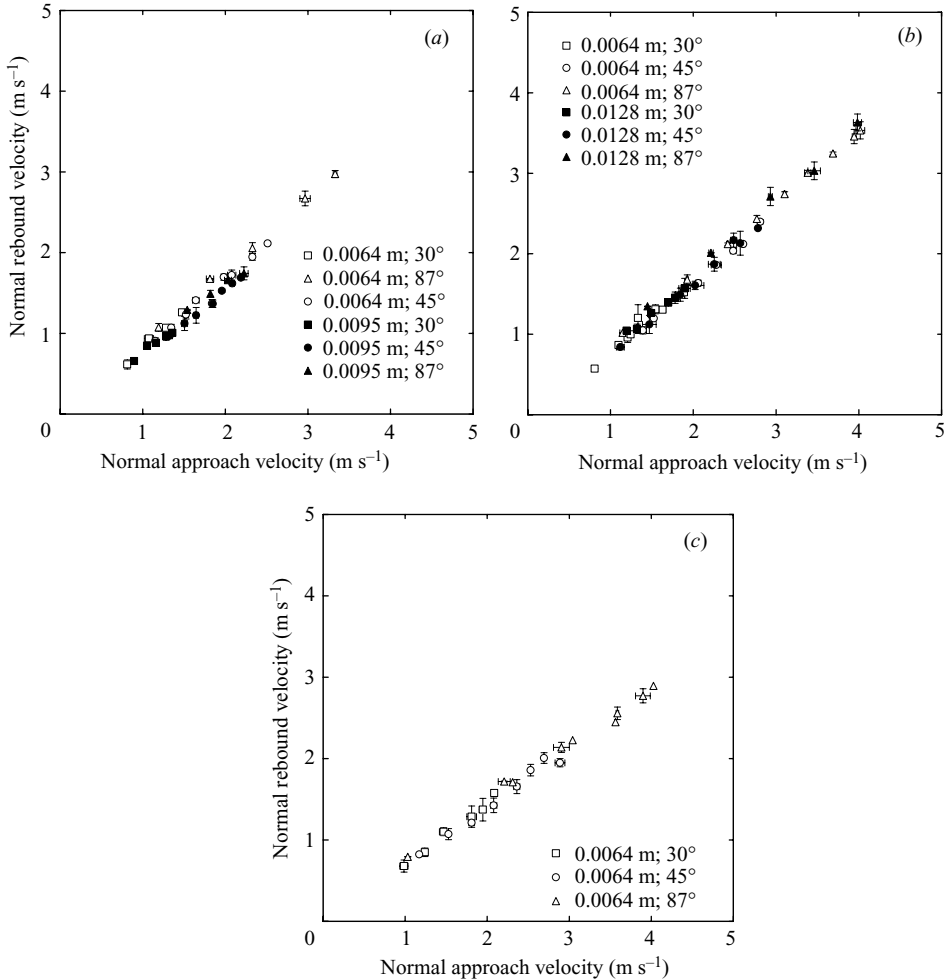 5
(a)
4
3
2
1
0
1
2
3
4
5
Normal rebound velocity (m s⁻¹)
Normal approach velocity (m s⁻¹)
0.0064 m; 30°
0.0064 m; 87°
0.0064 m; 45°
0.0095 m; 30°
0.0095 m; 45°
0.0095 m; 87°
5
(b)
4
3
2
1
0
1
2
3
4
5
Normal rebound velocity (m s⁻¹)
Normal approach velocity (m s⁻¹)
0.0064 m; 30°
0.0064 m; 45°
0.0064 m; 87°
0.0128 m; 30°
0.0128 m; 45°
0.0128 m; 87°
5
(c)
4
3
2
1
0
1
2
3
4
5
Normal rebound velocity (m s⁻¹)
Normal approach velocity (m s⁻¹)
0.0064 m; 30°
0.0064 m; 45°
0.0064 m; 87°